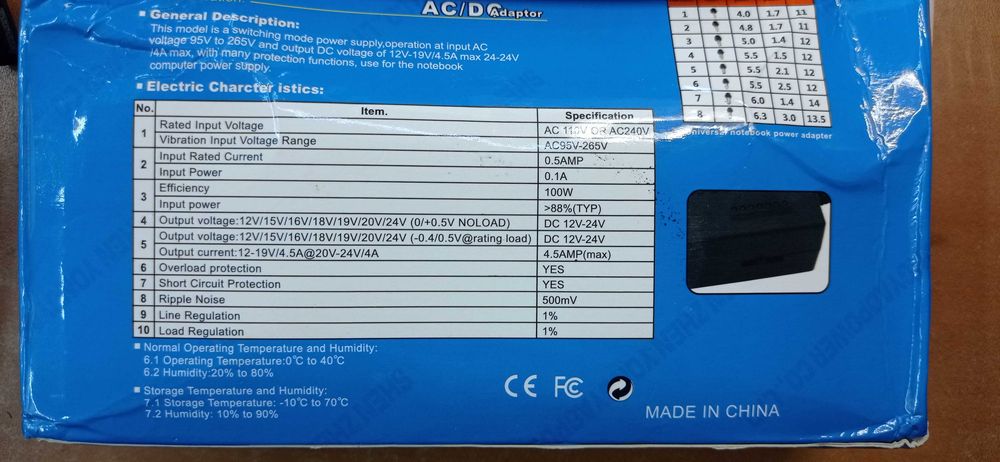 AC/DC Adaptor
General Description:
This model is a switching mode power supply,operation at input AC
voltage 95V to 265V and output DC voltage of 12V-19V/4.5A max 24-24V
/4A max, with many protection functions, use for the notebook
computer power supply.
1 4.0 1.7 11
2 4.8 1.7 11
3 5.0 1.4 12
4 5.5 1.5 12
5 5.5 2.1 12
6 5.5 2.5 12
7 6.0 1.4 14
8 6.3 3.0 13.5
universal notebook power adapter
Electric Charcter istics:
No. Item. Specification
1 Rated Input Voltage AC 110V OR AC240V
Vibration Input Voltage Range AC95V-265V
2 Input Rated Current 0.5AMP
Input Power 0.1A
3 Efficiency 100W
Input power >88%(TYP)
4 Output voltage:12V/15V/16V/18V/19V/20V/24V (0/+0.5V NOLOAD) DC 12V-24V
5 Output voltage:12V/15V/16V/18V/19V/20V/24V (-0.4/0.5V@rating load) DC 12V-24V
Output current:12-19V/4.5A@20V-24V/4A 4.5AMP(max)
6 Overload protection YES
7 Short Circuit Protection YES
8 Ripple Noise 500mV
9 Line Regulation 1%
10 Load Regulation 1%
Normal Operating Temperature and Humidity:
6.1 Operating Temperature:0℃ to 40℃
6.2 Humidity:20% to 80%
Storage Temperature and Humidity:
7.1 Storage Temperature: -10℃ to 70℃
7.2 Humidity: 10% to 90%
CE FC
MADE IN CHINA